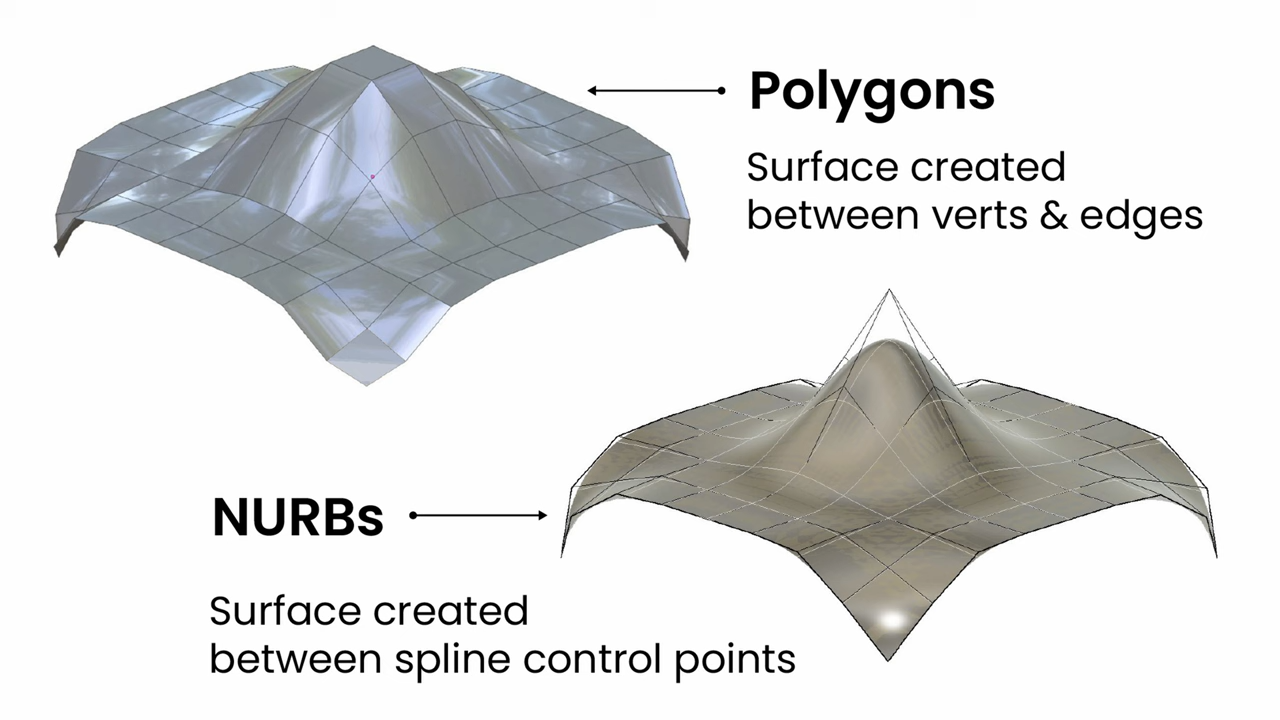 Polygons
Surface created
between verts & edges
NURBs
Surface created
between spline control points